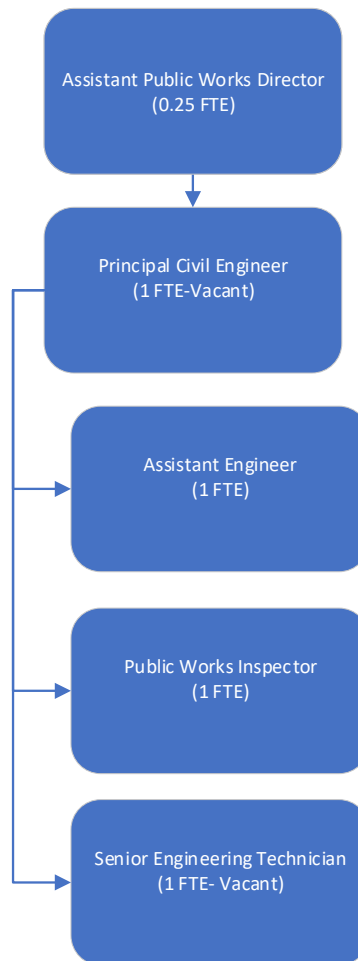 Assistant Public Works Director
(0.25 FTE)
Principal Civil Engineer
(1 FTE-Vacant)
Assistant Engineer
(1 FTE)
Public Works Inspector
(1 FTE)
Senior Engineering Technician
(1 FTE- Vacant)